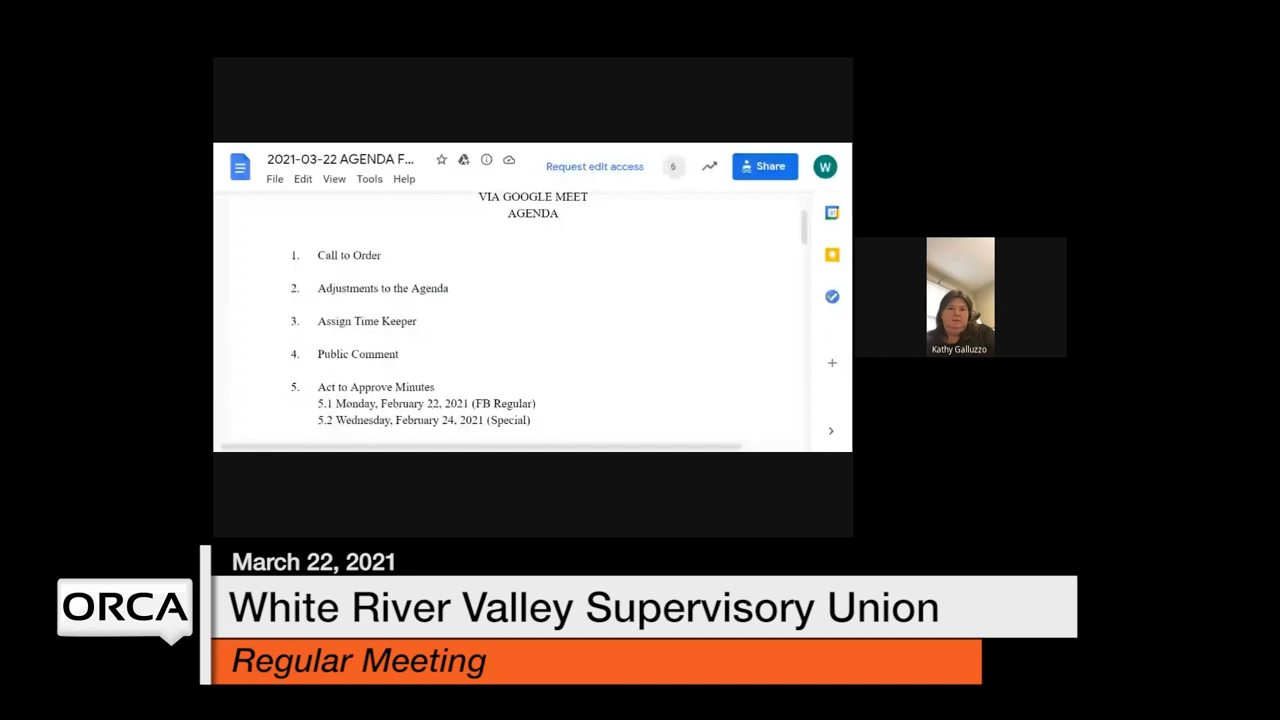 2021-03-22 AGENDA F...
File Edit View Tools Help
Request edit access
6
Share
W
VIA GOOGLE MEET
AGENDA
1. Call to Order
2. Adjustments to the Agenda
3. Assign Time Keeper
4. Public Comment
5. Act to Approve Minutes
5.1 Monday, February 22, 2021 (FB Regular)
5.2 Wednesday, February 24, 2021 (Special)
Kathy Galluzzo
March 22, 2021
ORCA
White River Valley Supervisory Union
Regular Meeting